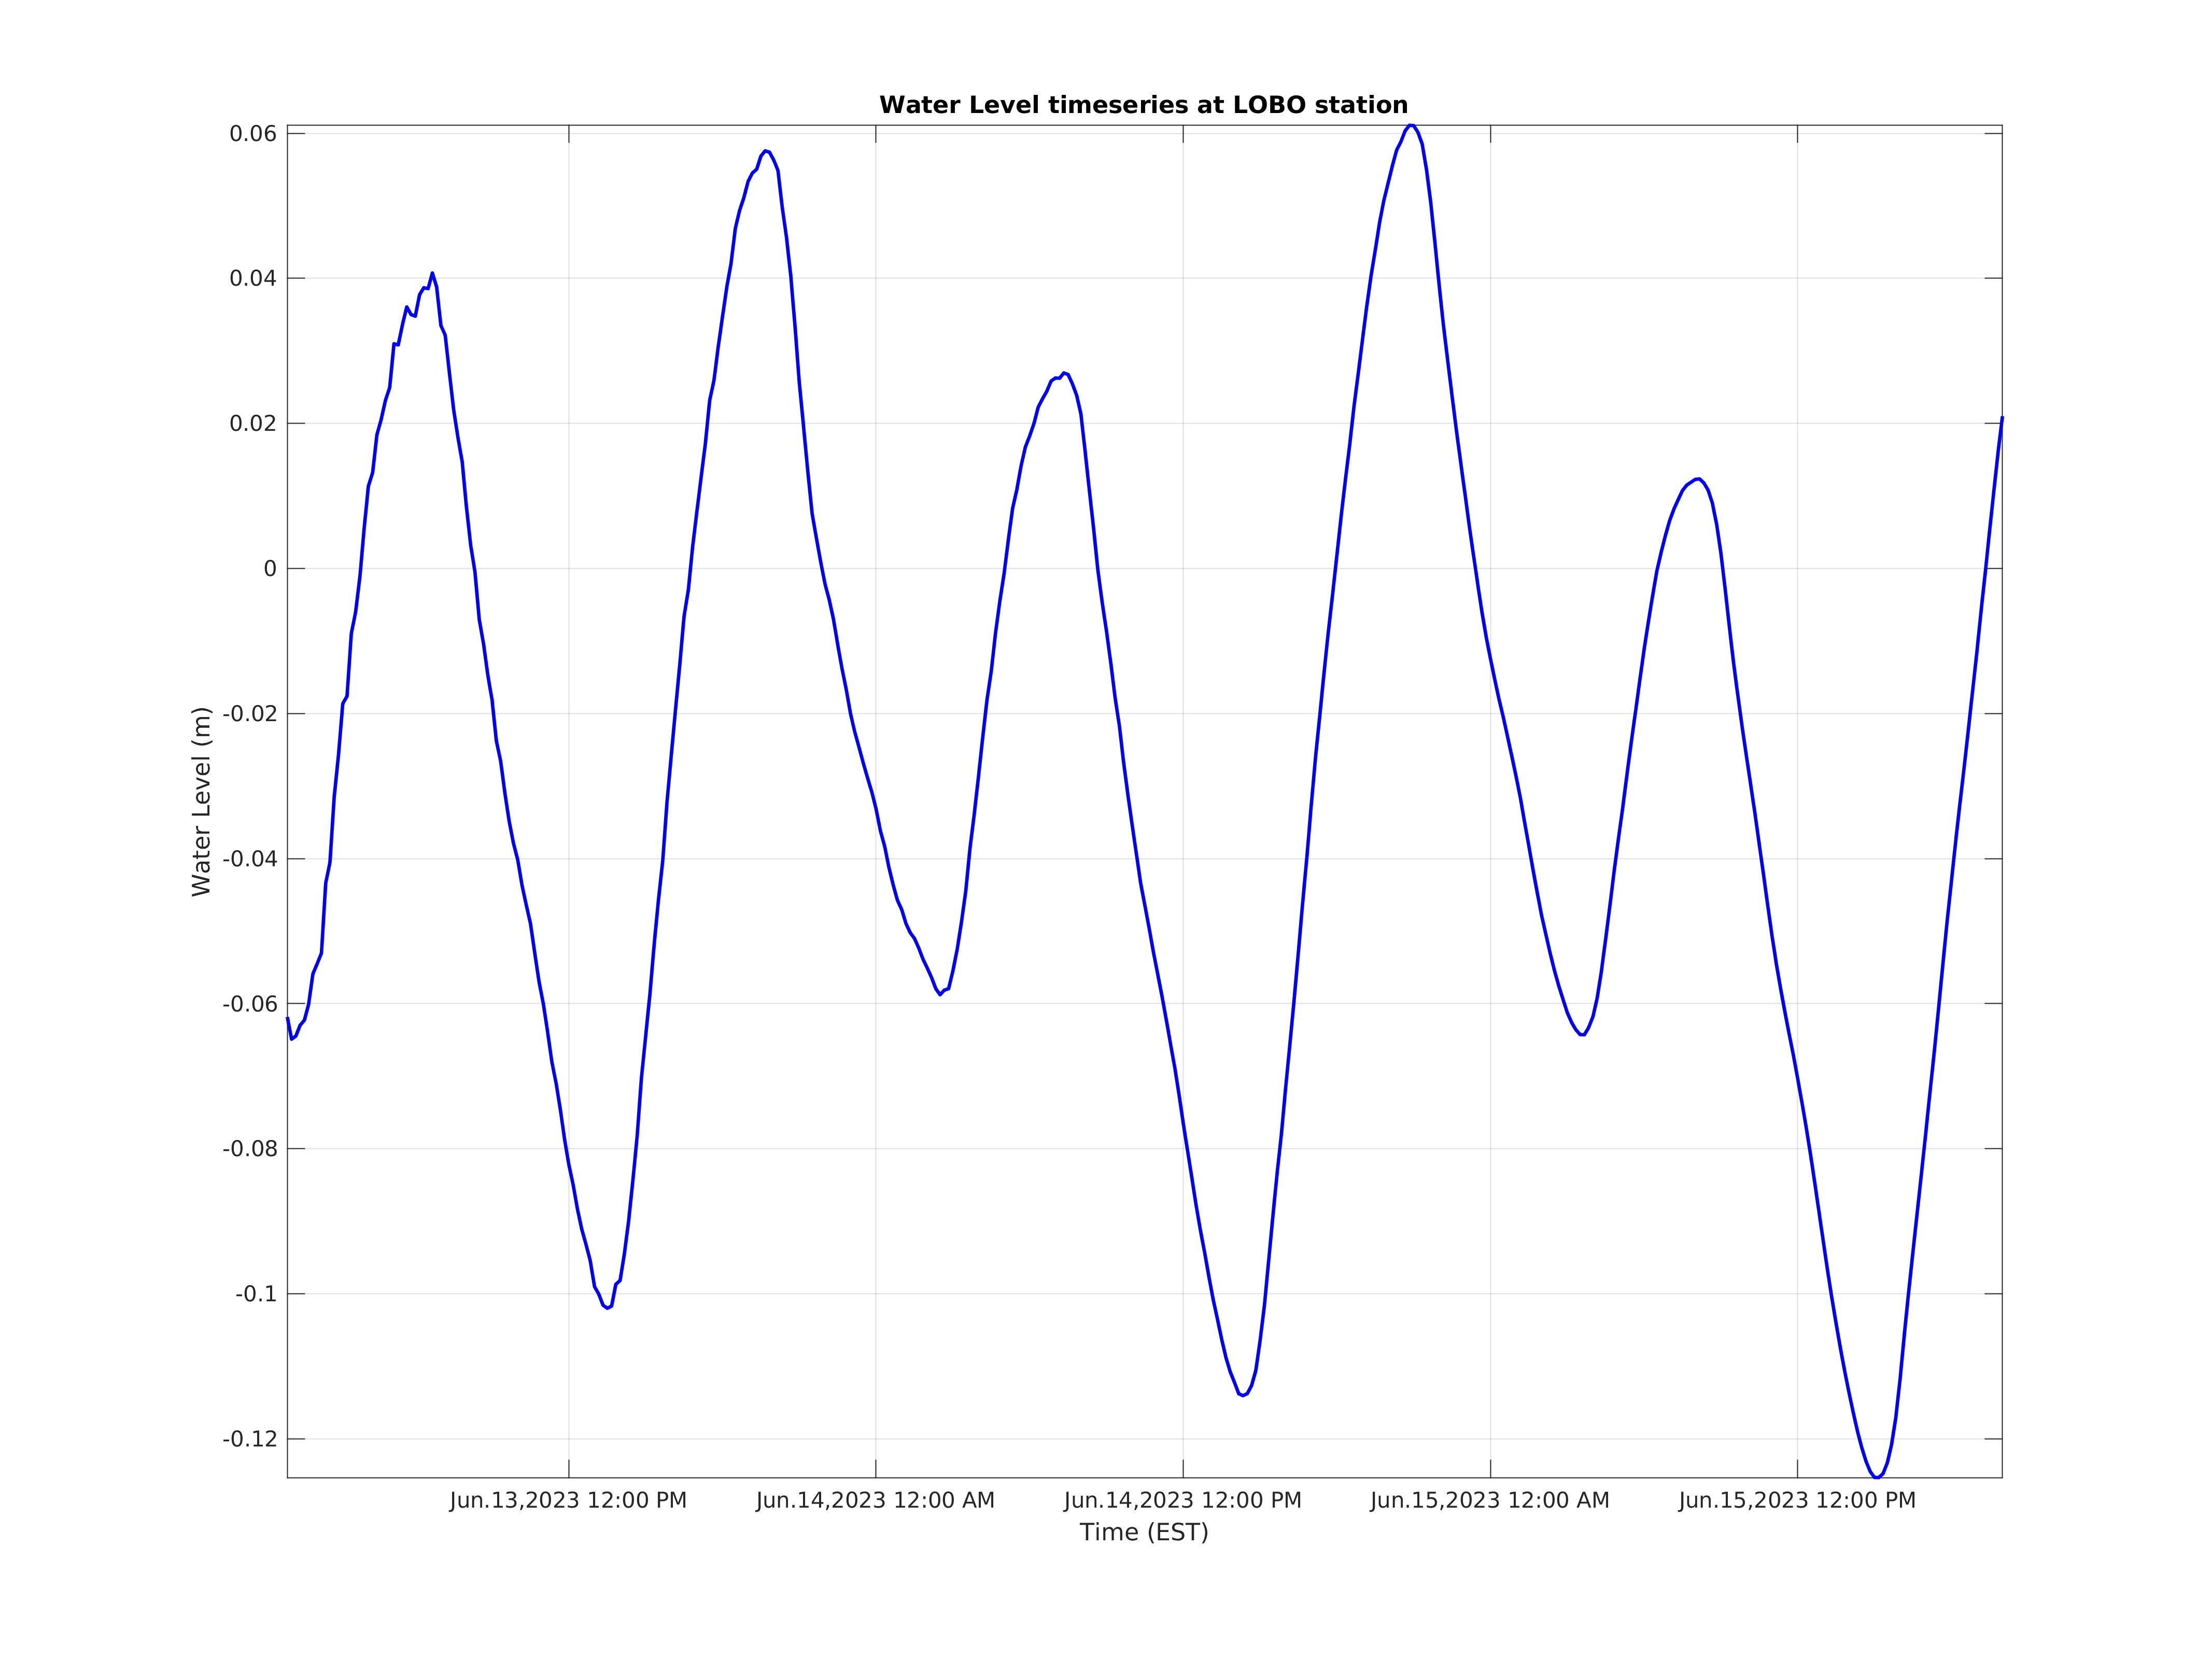 Water Level timeseries at LOBO station
0.06
0.04
0.02
0
-0.02
-0.04
-0.06
-0.08
-0.1
-0.12
Water Level (m)
Jun.13,2023 12:00 PM
Jun.14,2023 12:00 AM
Jun.14,2023 12:00 PM
Jun.15,2023 12:00 AM
Jun.15,2023 12:00 PM
Time (EST)